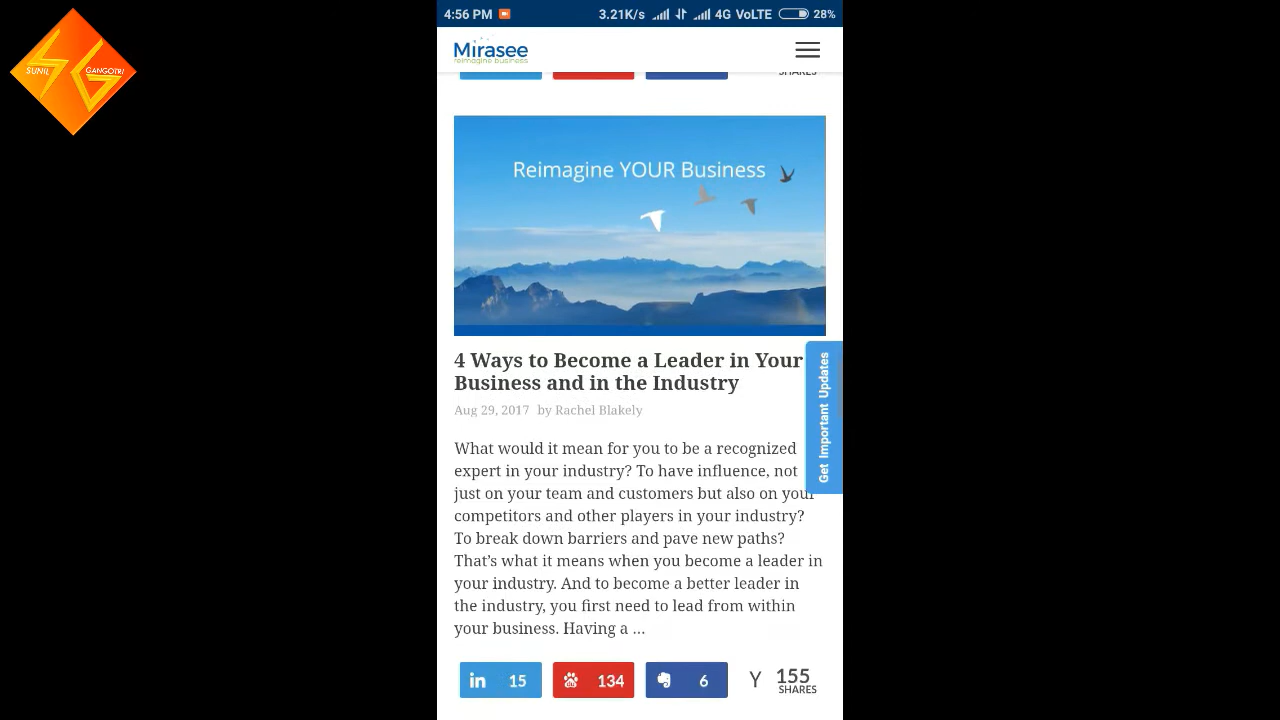 4:56 PM 3.21K/s 4G VoLTE 28%
SUNIL GANGOTRI
Mirasee
reimagine business
SHARES
Reimagine YOUR Business
4 Ways to Become a Leader in Your
Business and in the Industry
Aug 29, 2017 by Rachel Blakely
Get Important Updates
What would it mean for you to be a recognized
expert in your industry? To have influence, not
just on your team and customers but also on your
competitors and other players in your industry?
To break down barriers and pave new paths?
That’s what it means when you become a leader in
your industry. And to become a better leader in
the industry, you first need to lead from within
your business. Having a ...
in 15 134 6 Y 155
SHARES